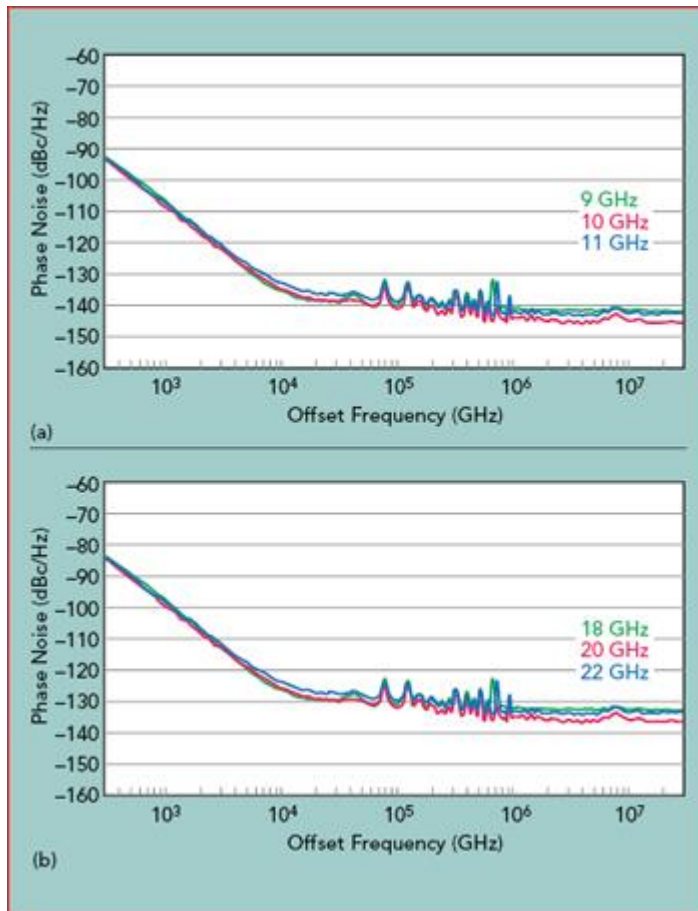 –60
–70
–80
–90
–100
–110
–120
–130
–140
–150
–160
Phase Noise (dBc/Hz)
9 GHz
10 GHz
11 GHz
10³ 10⁴ 10⁵ 10⁶ 10⁷
Offset Frequency (GHz)
(a)
–60
–70
–80
–90
–100
–110
–120
–130
–140
–150
–160
Phase Noise (dBc/Hz)
18 GHz
20 GHz
22 GHz
10³ 10⁴ 10⁵ 10⁶ 10⁷
Offset Frequency (GHz)
(b)